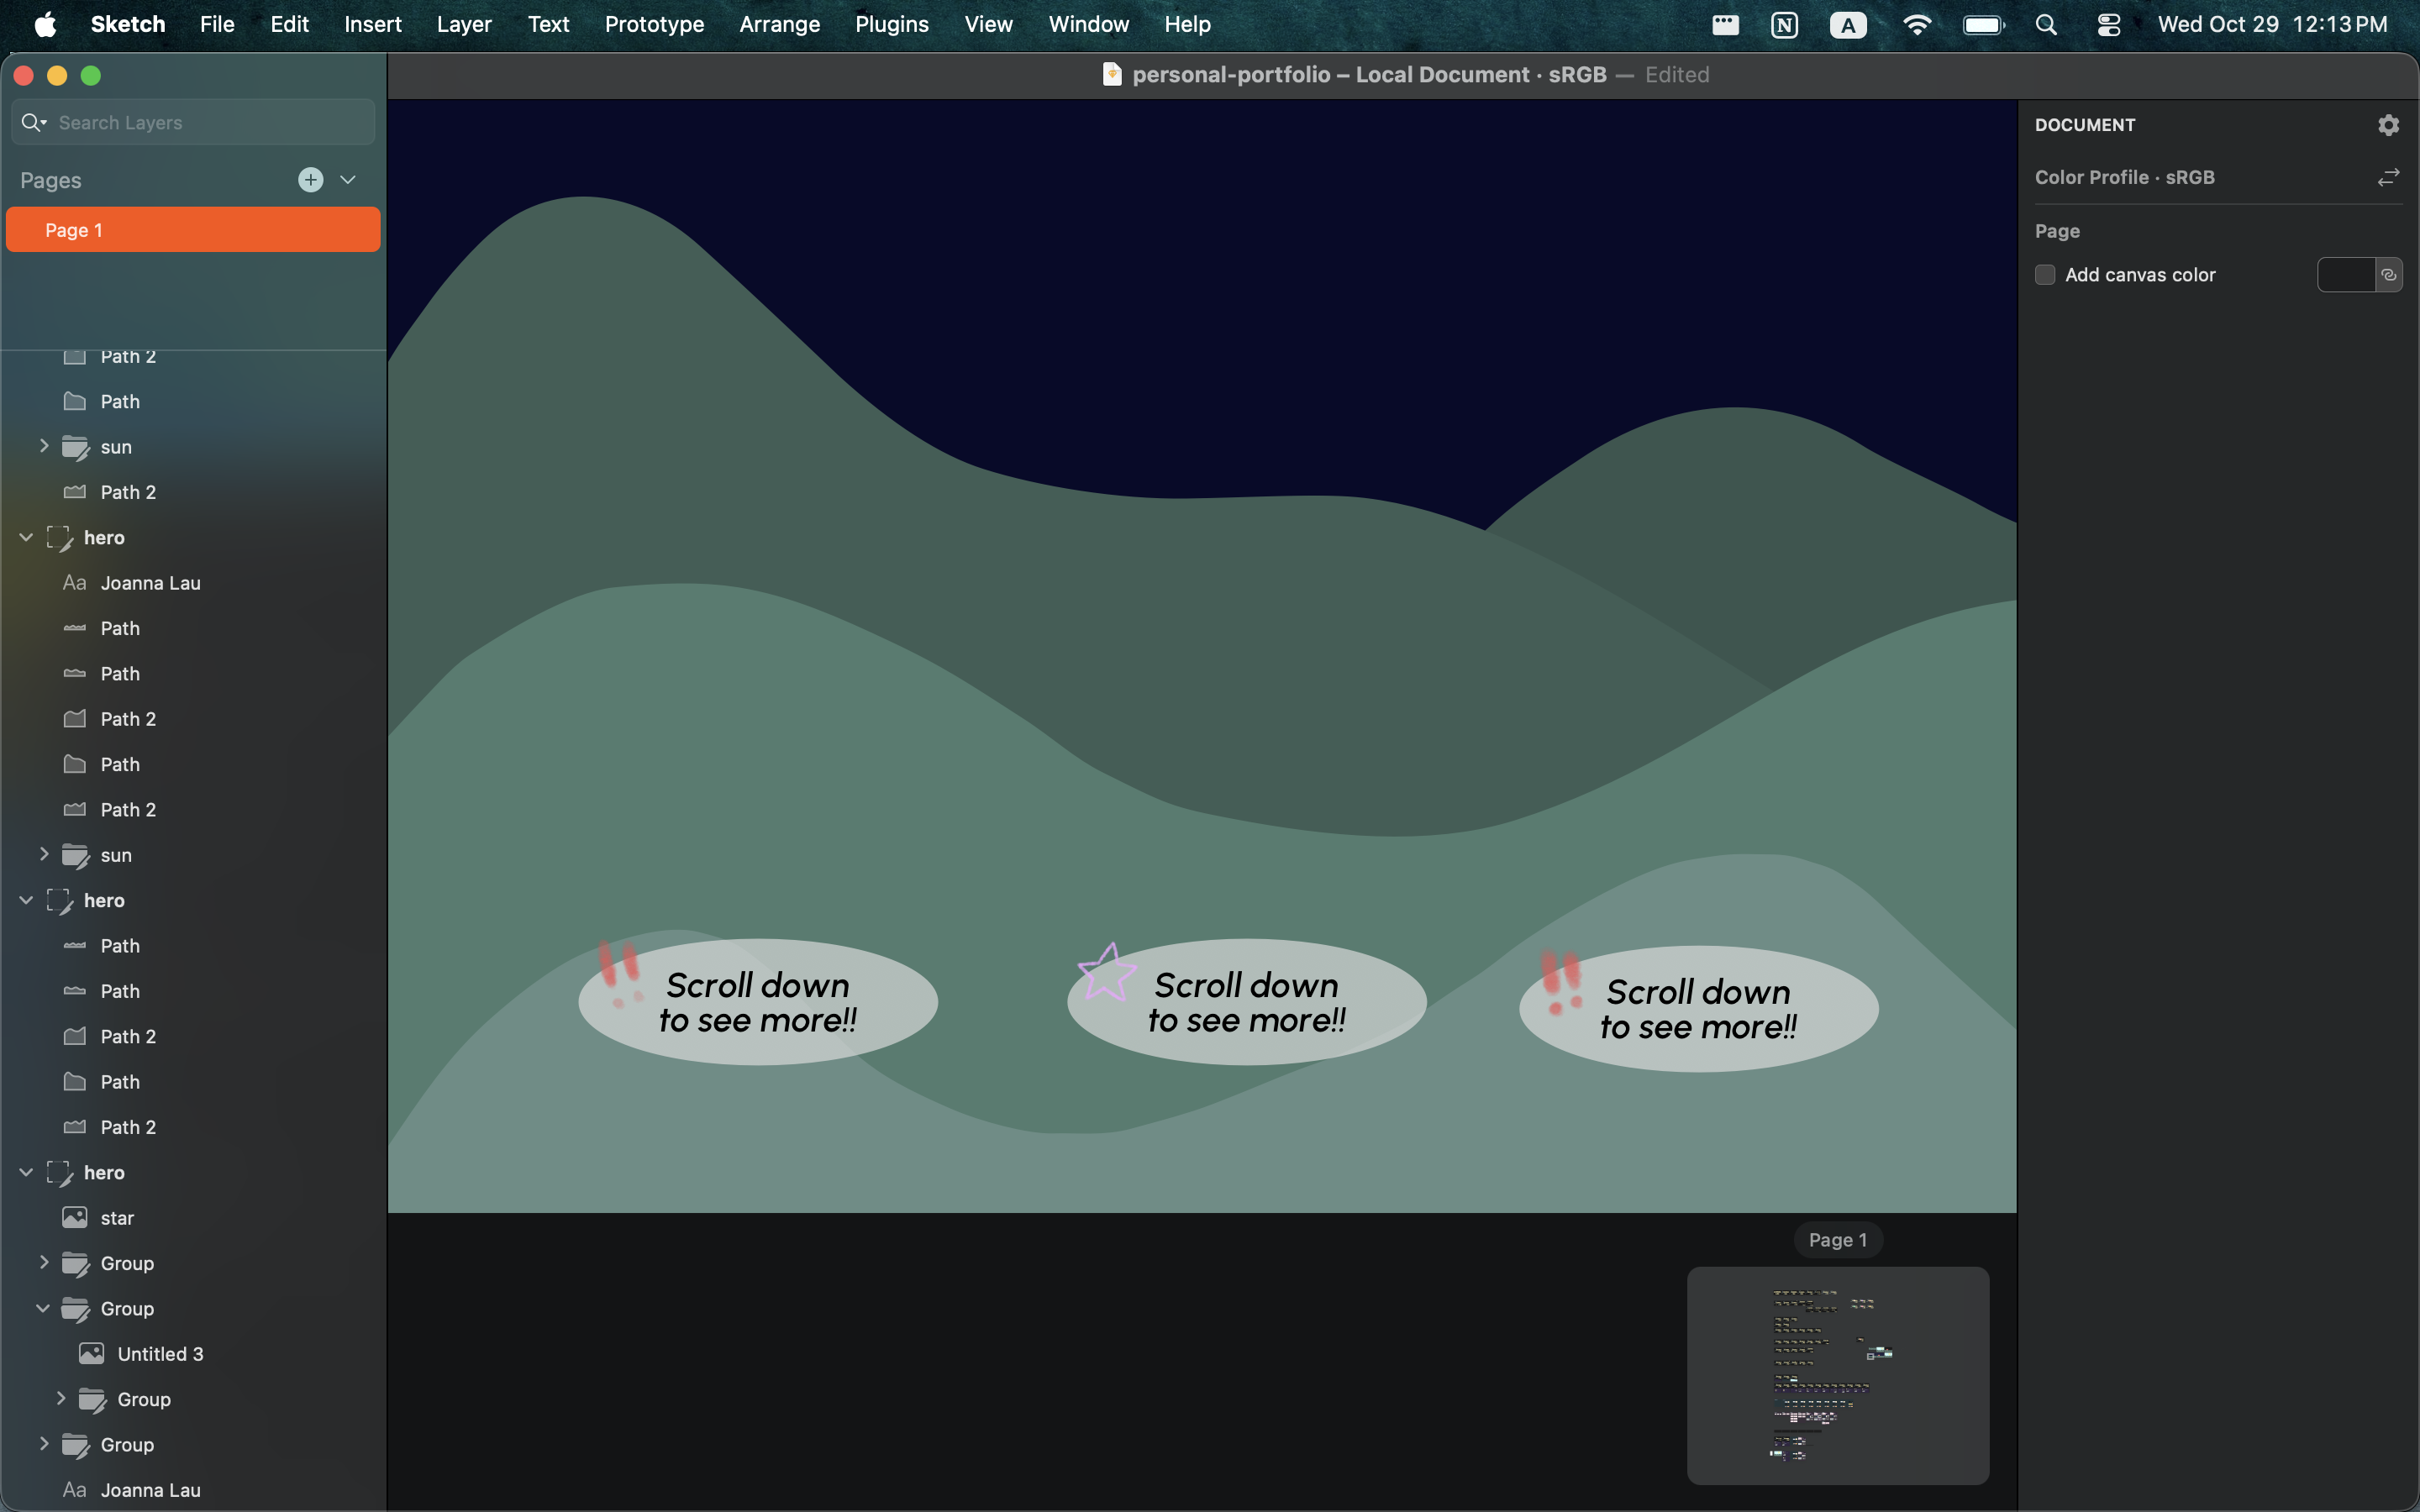 Sketch File Edit Insert Layer Text Prototype Arrange Plugins View Window Help N A Wed Oct 29 12:13 PM
personal-portfolio – Local Document · sRGB — Edited
Search Layers
Pages
Page 1
Path 2
Path
sun
Path 2
hero
Aa Joanna Lau
Path
Path
Path 2
Path
Path 2
sun
hero
Path
Path
Path 2
Path
Path 2
hero
star
Group
Group
Untitled 3
Group
Group
Aa Joanna Lau
!! Scroll down
to see more!!
Scroll down
to see more!!
!! Scroll down
to see more!!
Page 1
DOCUMENT
Color Profile · sRGB
Page
Add canvas color